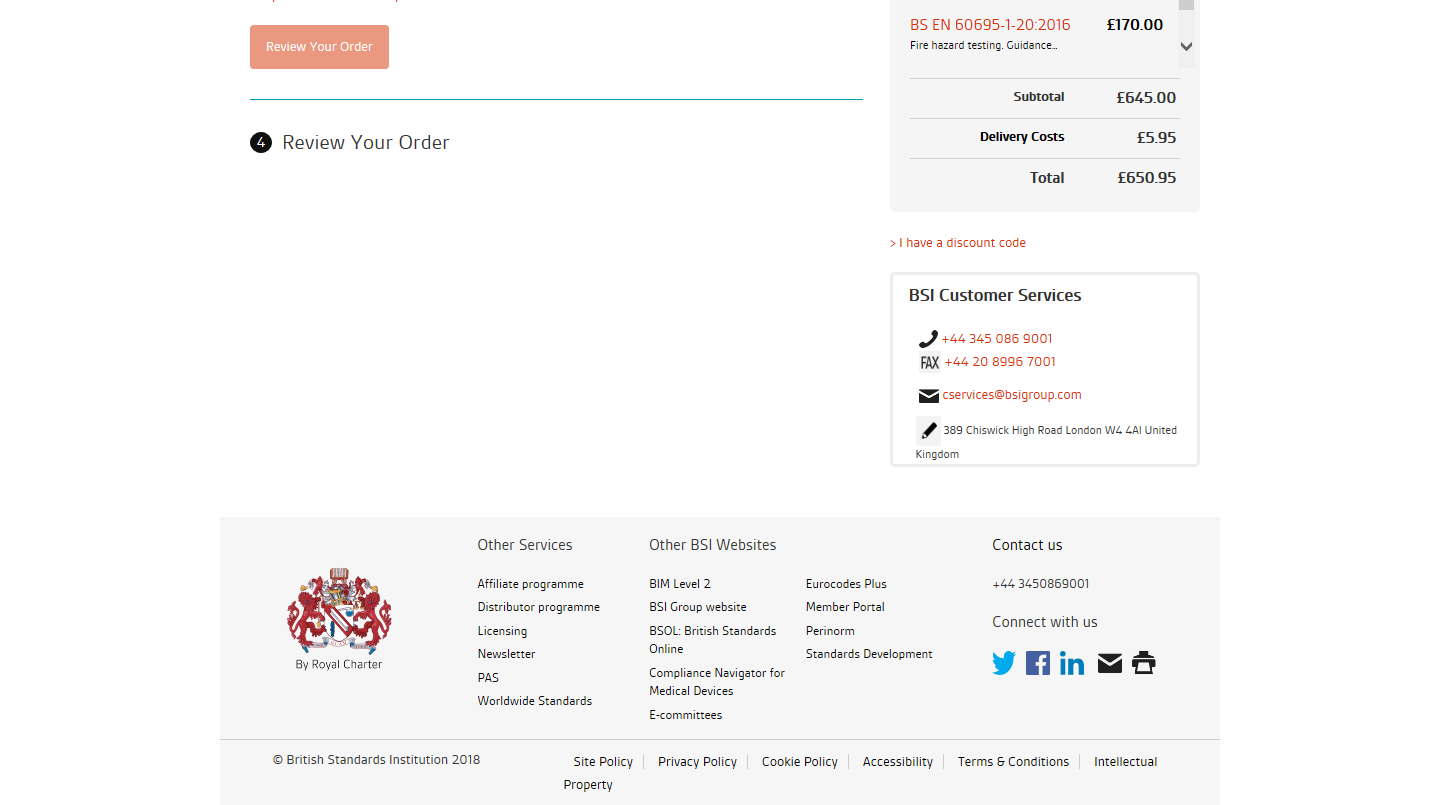 Review Your Order
4 Review Your Order
BS EN 60695-1-20:2016 £170.00
Fire hazard testing. Guidance...
Subtotal £645.00
Delivery Costs £5.95
Total £650.95
> I have a discount code
BSI Customer Services
+44 345 086 9001
FAX +44 20 8996 7001
cservices@bsigroup.com
389 Chiswick High Road London W4 4Al United
Kingdom
By Royal Charter
Other Services
Affiliate programme
Distributor programme
Licensing
Newsletter
PAS
Worldwide Standards
Other BSI Websites
BIM Level 2
BSI Group website
BSOL: British Standards
Online
Compliance Navigator for
Medical Devices
E-committees
Eurocodes Plus
Member Portal
Perinorm
Standards Development
Contact us
+44 3450869001
Connect with us
© British Standards Institution 2018
Site Policy Privacy Policy Cookie Policy Accessibility Terms & Conditions Intellectual
Property